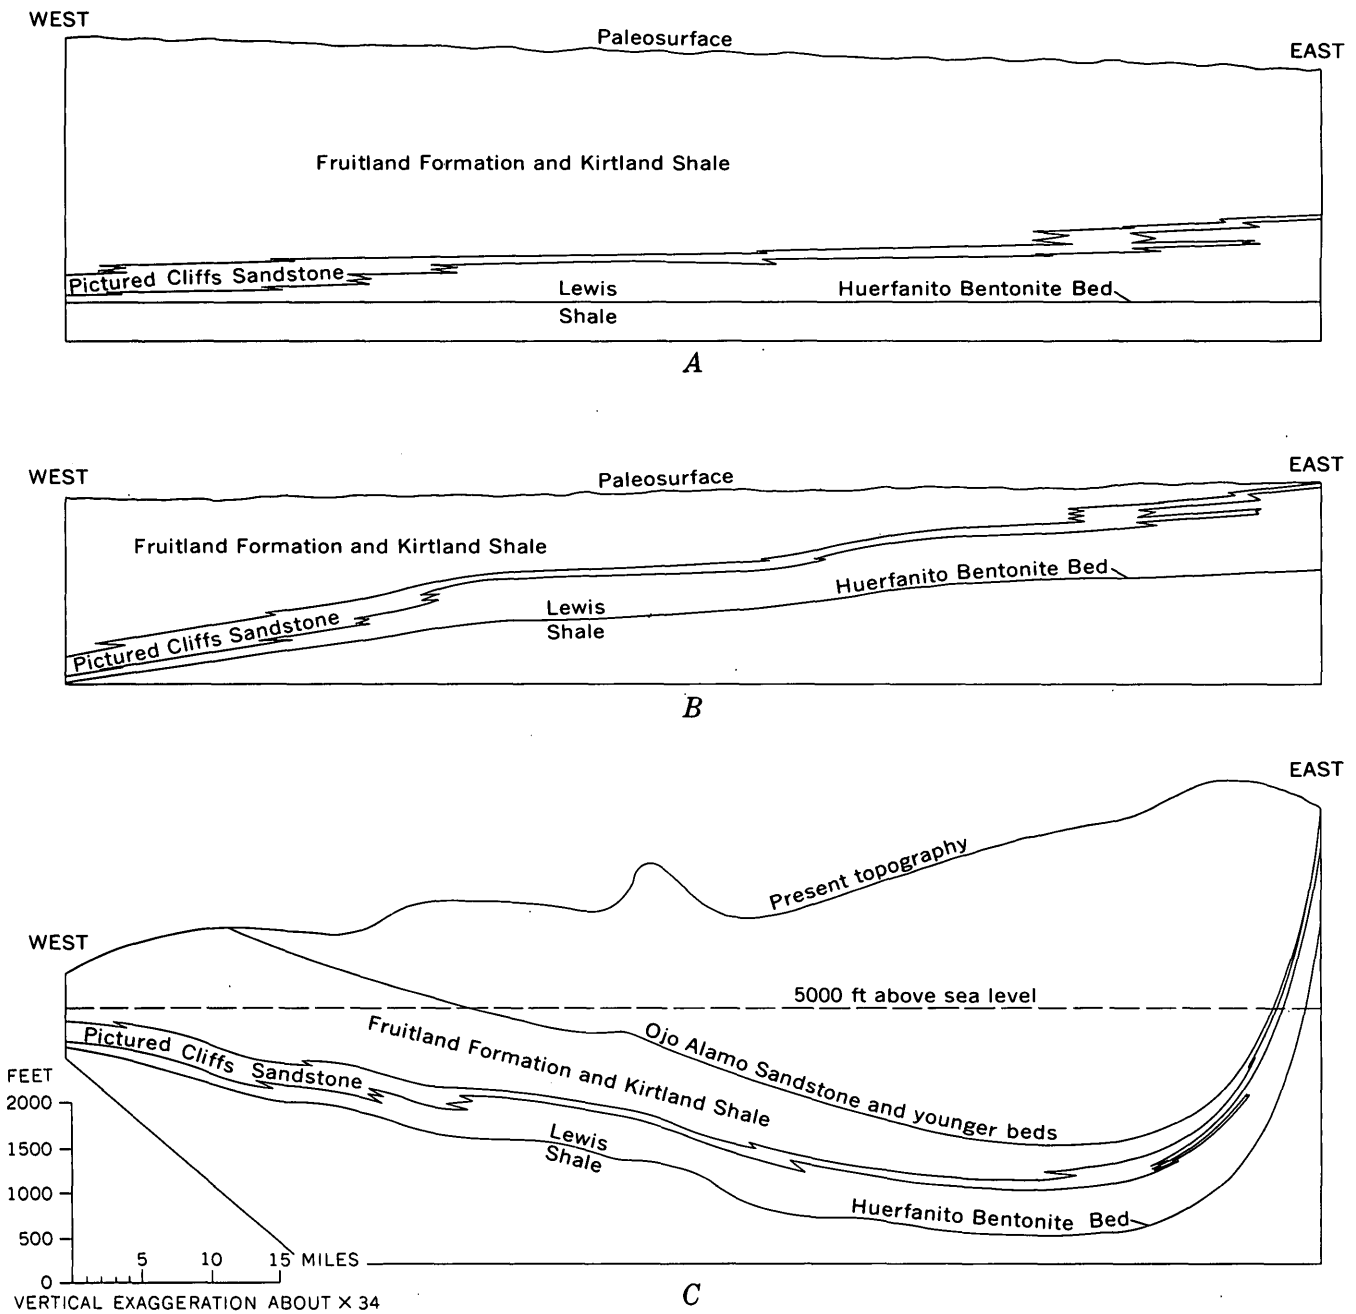 WEST
Paleosurface
EAST
Fruitland Formation and Kirtland Shale
Pictured Cliffs Sandstone
Lewis
Shale
Huerfanito Bentonite Bed
A
WEST
Paleosurface
EAST
Fruitland Formation and Kirtland Shale
Huerfanito Bentonite Bed
Pictured Cliffs Sandstone
Lewis
Shale
B
EAST
Present topography
WEST
5000 ft above sea level
Pictured Cliffs Sandstone
Fruitland Formation and Kirtland Shale
Ojo Alamo Sandstone and younger beds
Lewis
Shale
Huerfanito Bentonite Bed
FEET
2000
1500
1000
500
0
5 10 15 MILES
VERTICAL EXAGGERATION ABOUT X 34
C